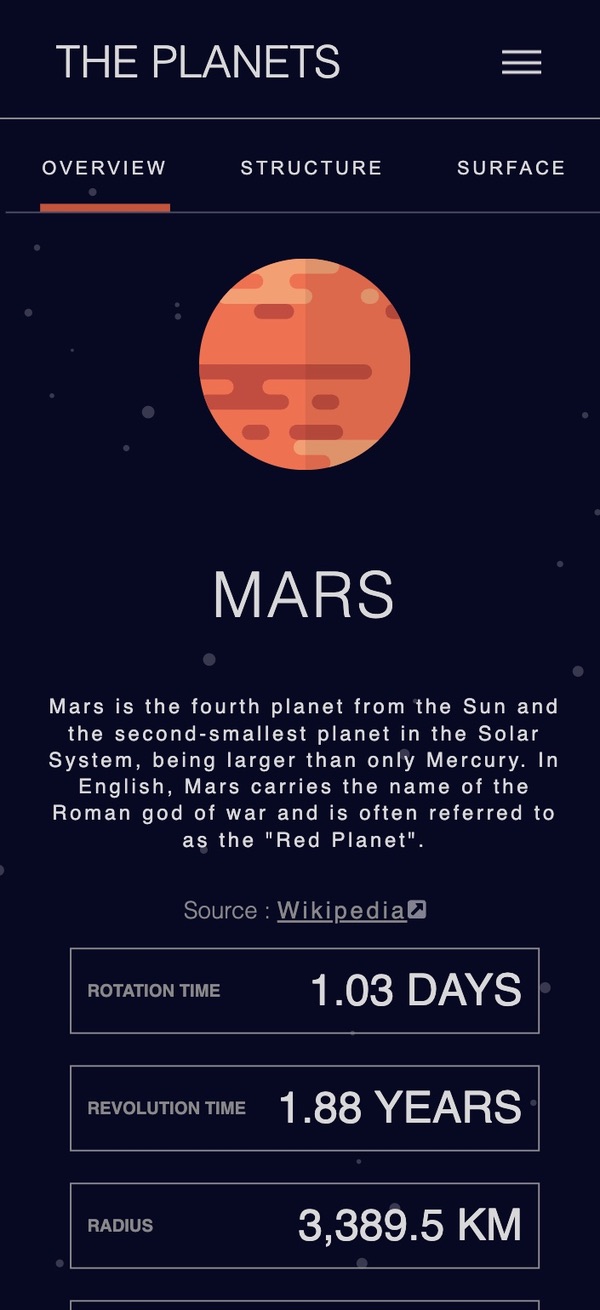 THE PLANETS
OVERVIEW STRUCTURE SURFACE
MARS
Mars is the fourth planet from the Sun and
the second-smallest planet in the Solar
System, being larger than only Mercury. In
English, Mars carries the name of the
Roman god of war and is often referred to
as the "Red Planet".
Source : Wikipedia
ROTATION TIME 1.03 DAYS
REVOLUTION TIME 1.88 YEARS
RADIUS 3,389.5 KM